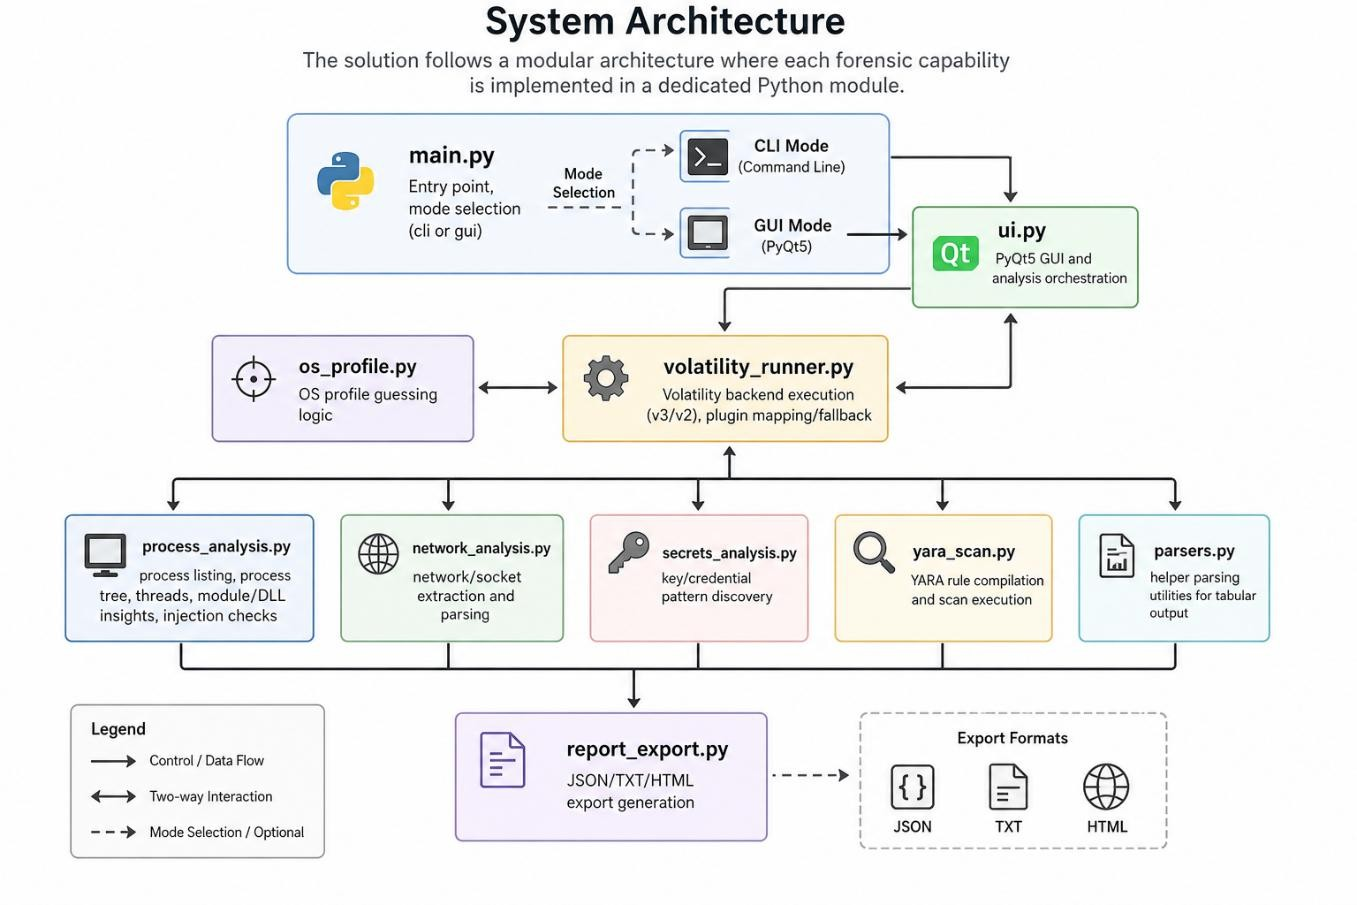 System Architecture
The solution follows a modular architecture where each forensic capability
is implemented in a dedicated Python module.
main.py
Entry point,
mode selection
(cli or gui)
Mode
Selection
>_
CLI Mode
(Command Line)
GUI Mode
(PyQt5)
Qt
ui.py
PyQt5 GUI and
analysis orchestration
os_profile.py
OS profile guessing
logic
volatility_runner.py
Volatility backend execution
(v3/v2), plugin mapping/fallback
process_analysis.py
process listing, process
tree, threads, module/DLL
insights, injection checks
network_analysis.py
network/socket
extraction and
parsing
secrets_analysis.py
key/credential
pattern discovery
yara_scan.py
YARA rule compilation
and scan execution
parsers.py
helper parsing
utilities for tabular
output
Legend
Control / Data Flow
Two-way Interaction
Mode Selection / Optional
report_export.py
JSON/TXT/HTML
export generation
Export Formats
{ }
JSON
TXT
HTML